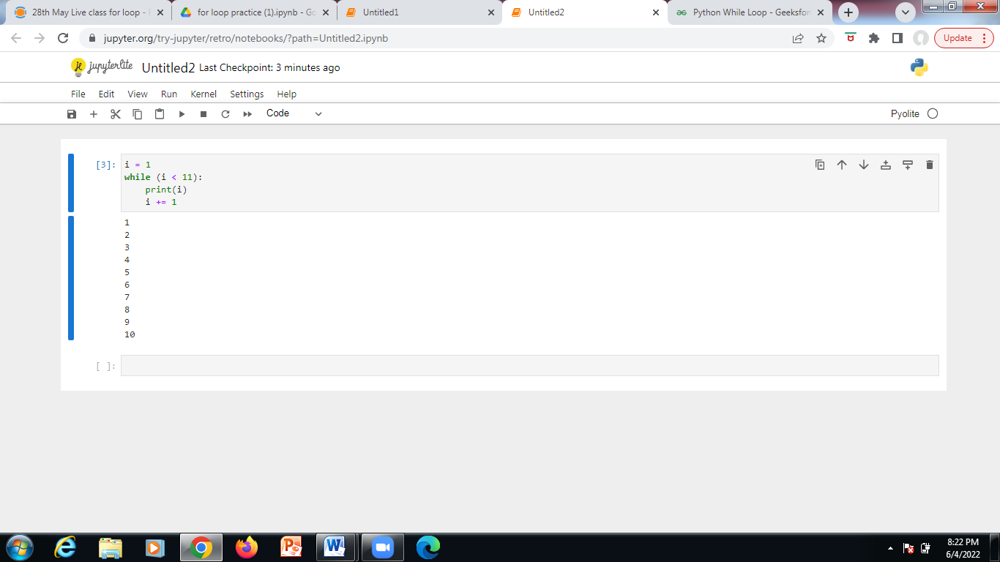 28th May Live class for loop -
for loop practice (1).ipynb - Go
Untitled1
Untitled2
Python While Loop - Geeksfor
jupyter.org/try-jupyter/retro/notebooks/?path=Untitled2.ipynb
Update
jupyterlite
Untitled2 Last Checkpoint: 3 minutes ago
File Edit View Run Kernel Settings Help
Code
Pyolite
[3]: i = 1
while (i < 11):
    print(i)
    i += 1
1
2
3
4
5
6
7
8
9
10
[ ]:
8:22 PM
6/4/2022